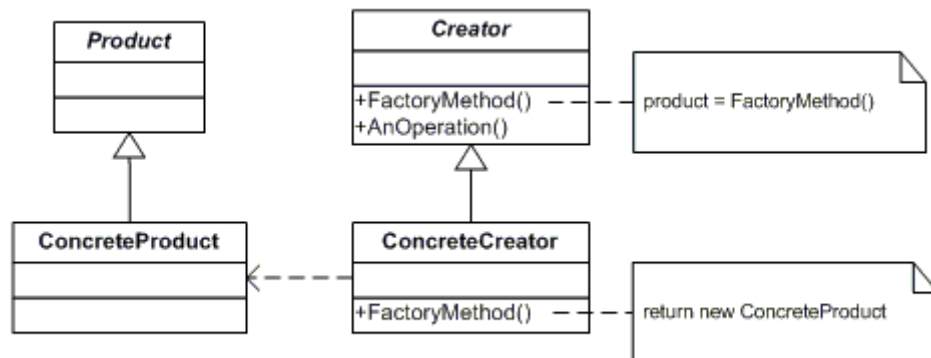 Product
Creator
+FactoryMethod()
+AnOperation()
product = FactoryMethod()
ConcreteProduct
ConcreteCreator
+FactoryMethod()
return new ConcreteProduct